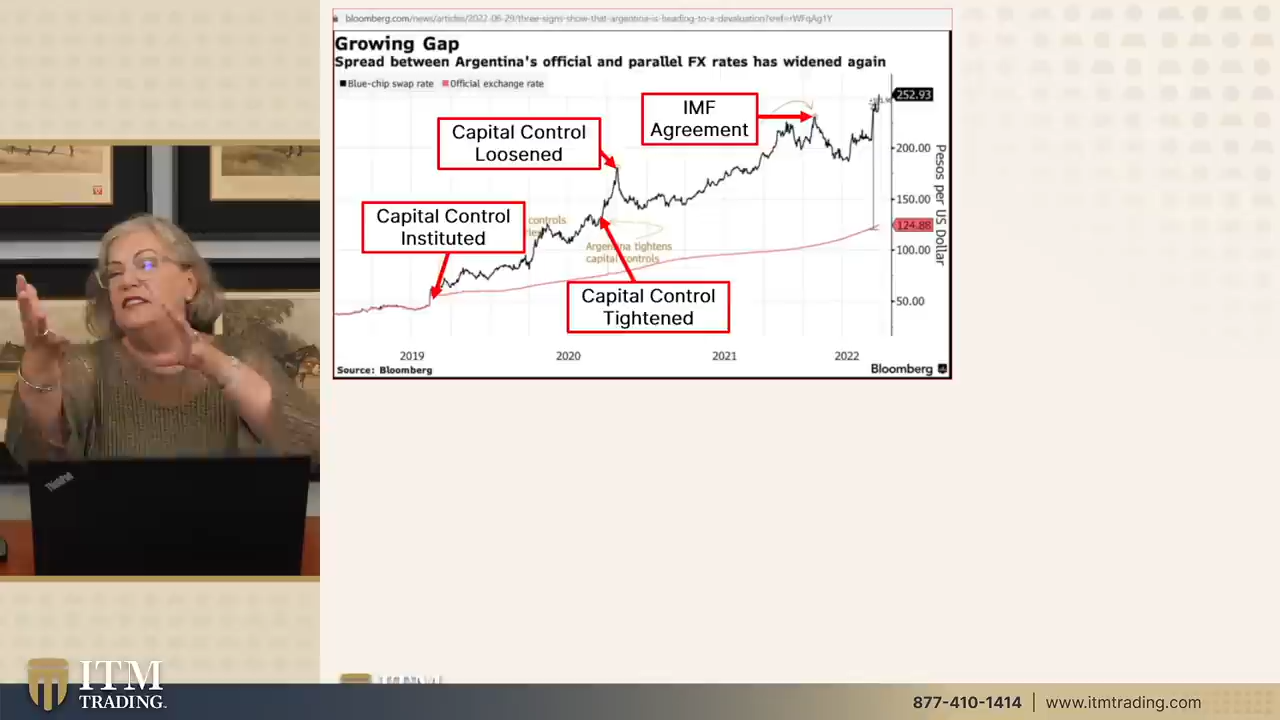 bloomberg.com/news/articles/2022-06-29/three-signs-show-that-argentina-is-heading-to-a-devaluation?sref=rWFqAg1Y
Growing Gap
Spread between Argentina's official and parallel FX rates has widened again
Blue-chip swap rate Official exchange rate
252.93
IMF
Agreement
Capital Control
Loosened
200.00
150.00
124.88
100.00
50.00
Pesos per US Dollar
Capital Control
Instituted
controls
Argentina tightens
capital controls
Capital Control
Tightened
2019 2020 2021 2022
Source: Bloomberg
Bloomberg
ThinkPad
ITM
TRADING
877-410-1414 | www.itmtrading.com